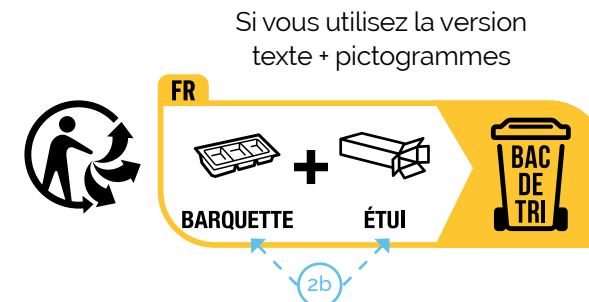 Si vous utilisez la version
texte + pictogrammes
FR
+
BARQUETTE
ÉTUI
BAC
DE
TRI
2b